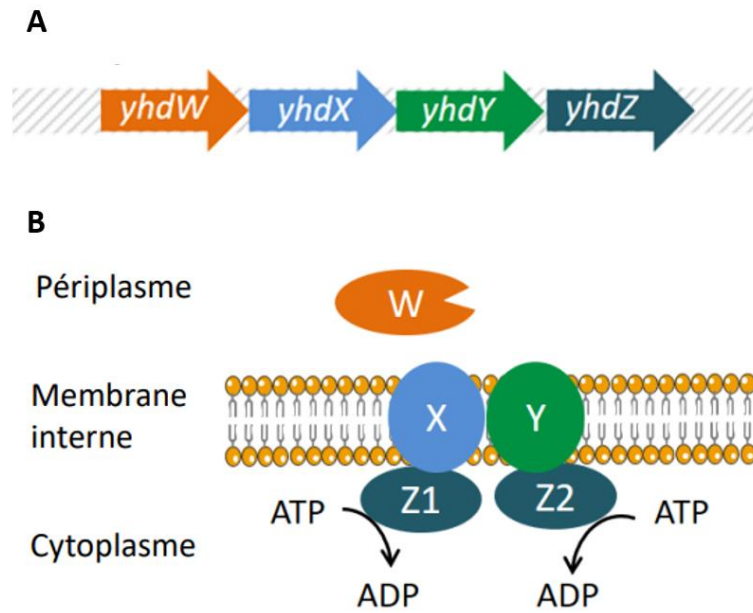 A
yhdW yhdX yhdY yhdZ
B
Périplasme
W
Membrane
interne
X Y
Z1 Z2
ATP ATP
Cytoplasme
ADP ADP